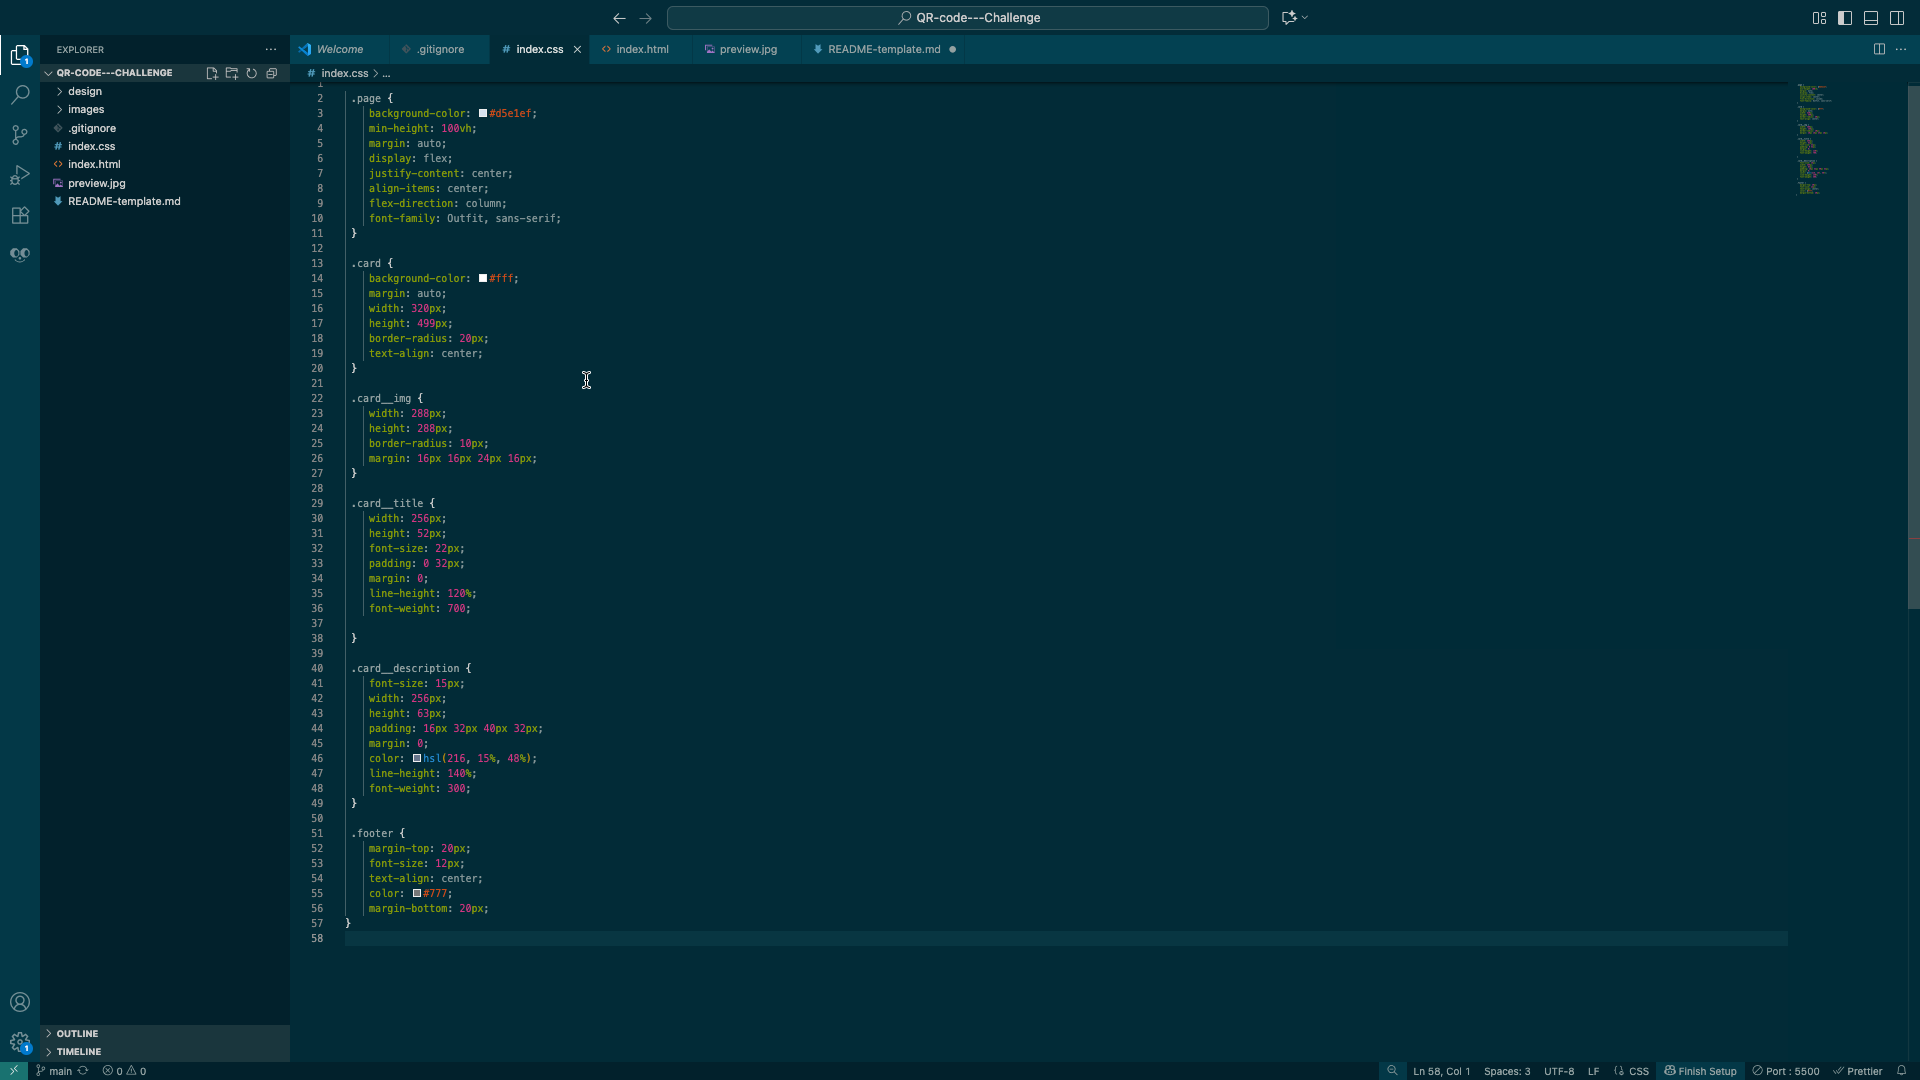 QR-code---Challenge
EXPLORER
Welcome
.gitignore
index.css
index.html
preview.jpg
README-template.md
QR-CODE---CHALLENGE
index.css > ...
design
images
.gitignore
index.css
index.html
preview.jpg
README-template.md
1
2 .page {
3 background-color: #d5e1ef;
4 min-height: 100vh;
5 margin: auto;
6 display: flex;
7 justify-content: center;
8 align-items: center;
9 flex-direction: column;
10 font-family: Outfit, sans-serif;
11 }
12
13 .card {
14 background-color: #fff;
15 margin: auto;
16 width: 320px;
17 height: 499px;
18 border-radius: 20px;
19 text-align: center;
20 }
21
22 .card__img {
23 width: 288px;
24 height: 288px;
25 border-radius: 10px;
26 margin: 16px 16px 24px 16px;
27 }
28
29 .card__title {
30 width: 256px;
31 height: 52px;
32 font-size: 22px;
33 padding: 0 32px;
34 margin: 0;
35 line-height: 120%;
36 font-weight: 700;
37
38 }
39
40 .card__description {
41 font-size: 15px;
42 width: 256px;
43 height: 63px;
44 padding: 16px 32px 40px 32px;
45 margin: 0;
46 color: hsl(216, 15%, 48%);
47 line-height: 140%;
48 font-weight: 300;
49 }
50
51 .footer {
52 margin-top: 20px;
53 font-size: 12px;
54 text-align: center;
55 color: #777;
56 margin-bottom: 20px;
57 }
58
1
1
OUTLINE
TIMELINE
main 0 0 Ln 58, Col 1 Spaces: 3 UTF-8 LF {} CSS Finish Setup Port : 5500 Prettier